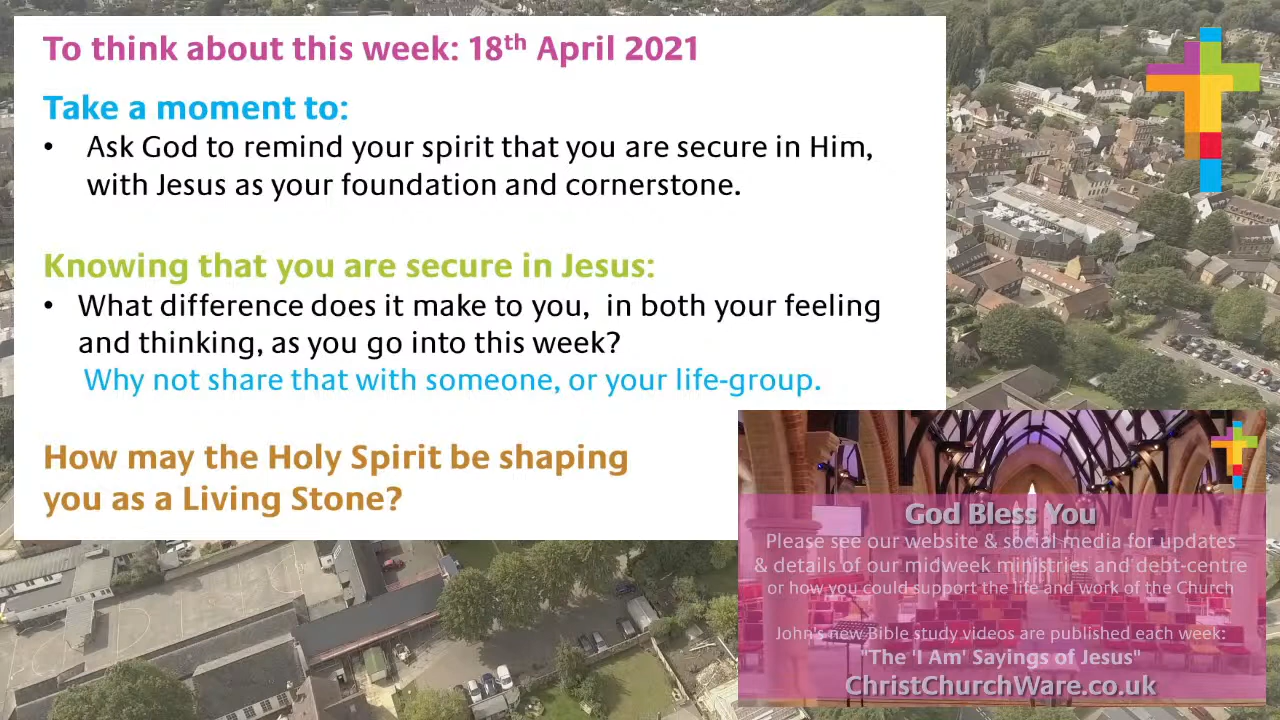 To think about this week: 18th April 2021
Take a moment to:
• Ask God to remind your spirit that you are secure in Him,
with Jesus as your foundation and cornerstone.
Knowing that you are secure in Jesus:
• What difference does it make to you,  in both your feeling
and thinking, as you go into this week?
Why not share that with someone, or your life-group.
How may the Holy Spirit be shaping
you as a Living Stone?
God Bless You
Please see our website & social media for updates
& details of our midweek ministries and debt-centre
or how you could support the life and work of the Church
John's new Bible study videos are published each week:
"The 'I Am' Sayings of Jesus"
ChristChurchWare.co.uk